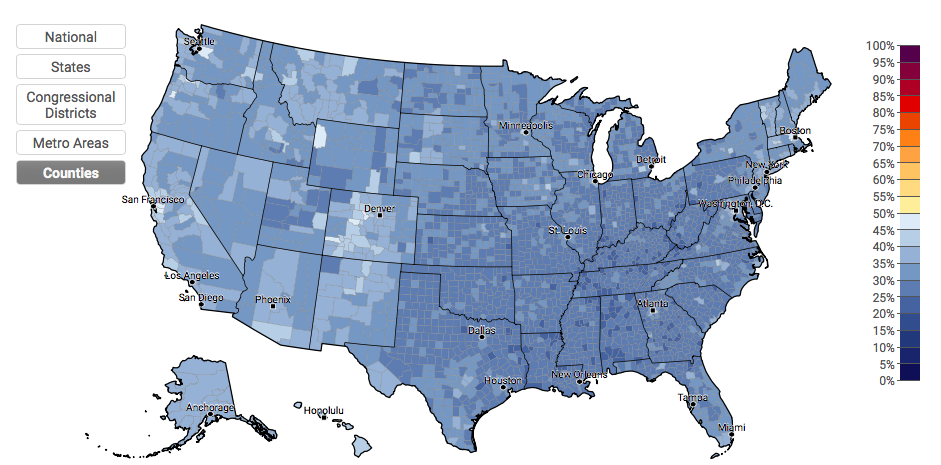 National
States
Congressional
Districts
Metro Areas
Counties
Seattle
Minneapolis
Boston
Detroit
New York
Chicago
Philadelphia
San Francisco
Denver
Washington, D.C.
St. Louis
Los Angeles
San Diego
Phoenix
Atlanta
Dallas
Houston
New Orleans
Tampa
Anchorage
Honolulu
Miami
100%
95%
90%
85%
80%
75%
70%
65%
60%
55%
50%
45%
40%
35%
30%
25%
20%
15%
10%
5%
0%